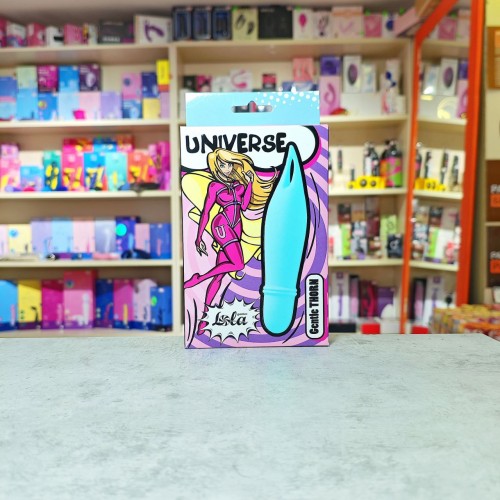 UNIVERSE
U
Lola
Gentle THORN